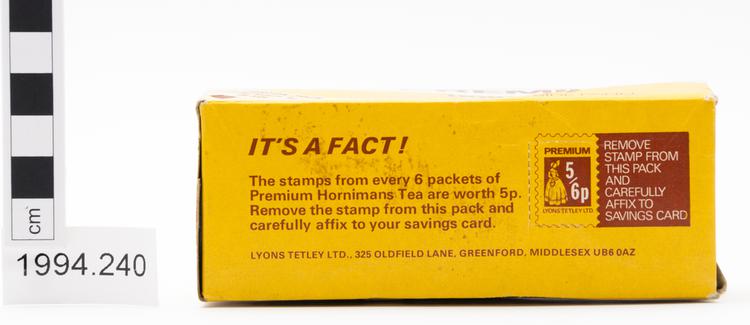 IT'S A FACT!
The stamps from every 6 packets of
Premium Hornimans Tea are worth 5p.
Remove the stamp from this pack and
carefully affix to your savings card.
LYONS TETLEY LTD., 325 OLDFIELD LANE, GREENFORD, MIDDLESEX UB6 0AZ
PREMIUM
5/6p
LYONS TETLEY LTD
REMOVE
STAMP FROM
THIS PACK
AND
CAREFULLY
AFFIX TO
SAVINGS CARD
cm
1994.240